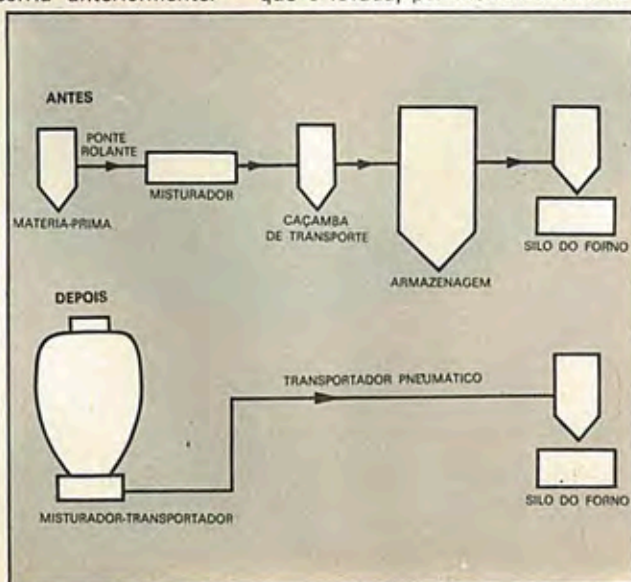 ANTES
PONTE
ROLANTE
MATERIA-PRIMA
MISTURADOR
CAÇAMBA
DE TRANSPORTE
ARMAZENAGEM
SILO DO FORNO
DEPOIS
TRANSPORTADOR PNEUMÁTICO
MISTURADOR-TRANSPORTADOR
SILO DO FORNO